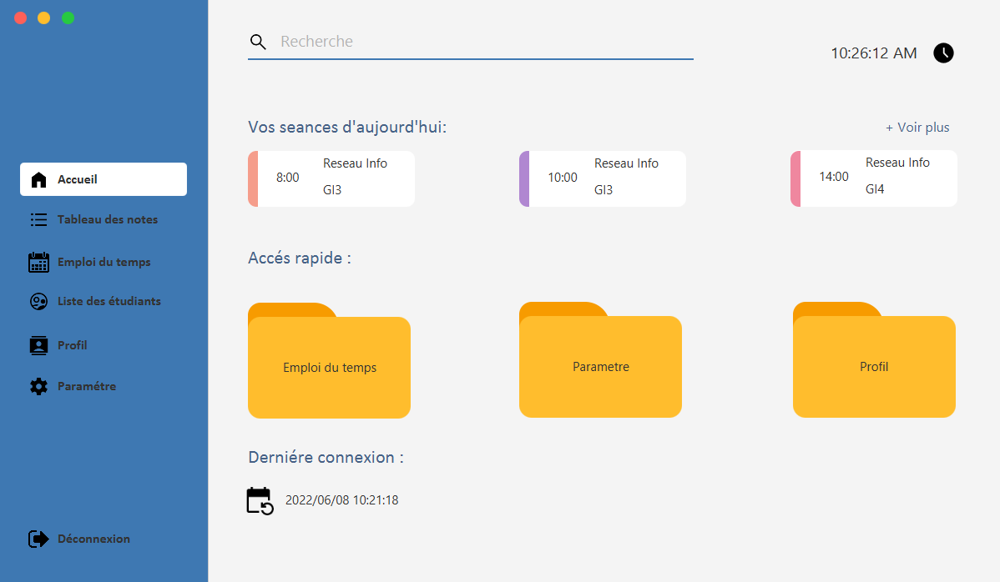 Recherche
10:26:12 AM
Vos seances d'aujourd'hui:
+ Voir plus
8:00
Reseau Info
GI3
10:00
Reseau Info
GI3
14:00
Reseau Info
GI4
Accueil
Tableau des notes
Emploi du temps
Liste des étudiants
Profil
Paramétre
Déconnexion
Accés rapide :
Emploi du temps
Parametre
Profil
Derniére connexion :
2022/06/08 10:21:18